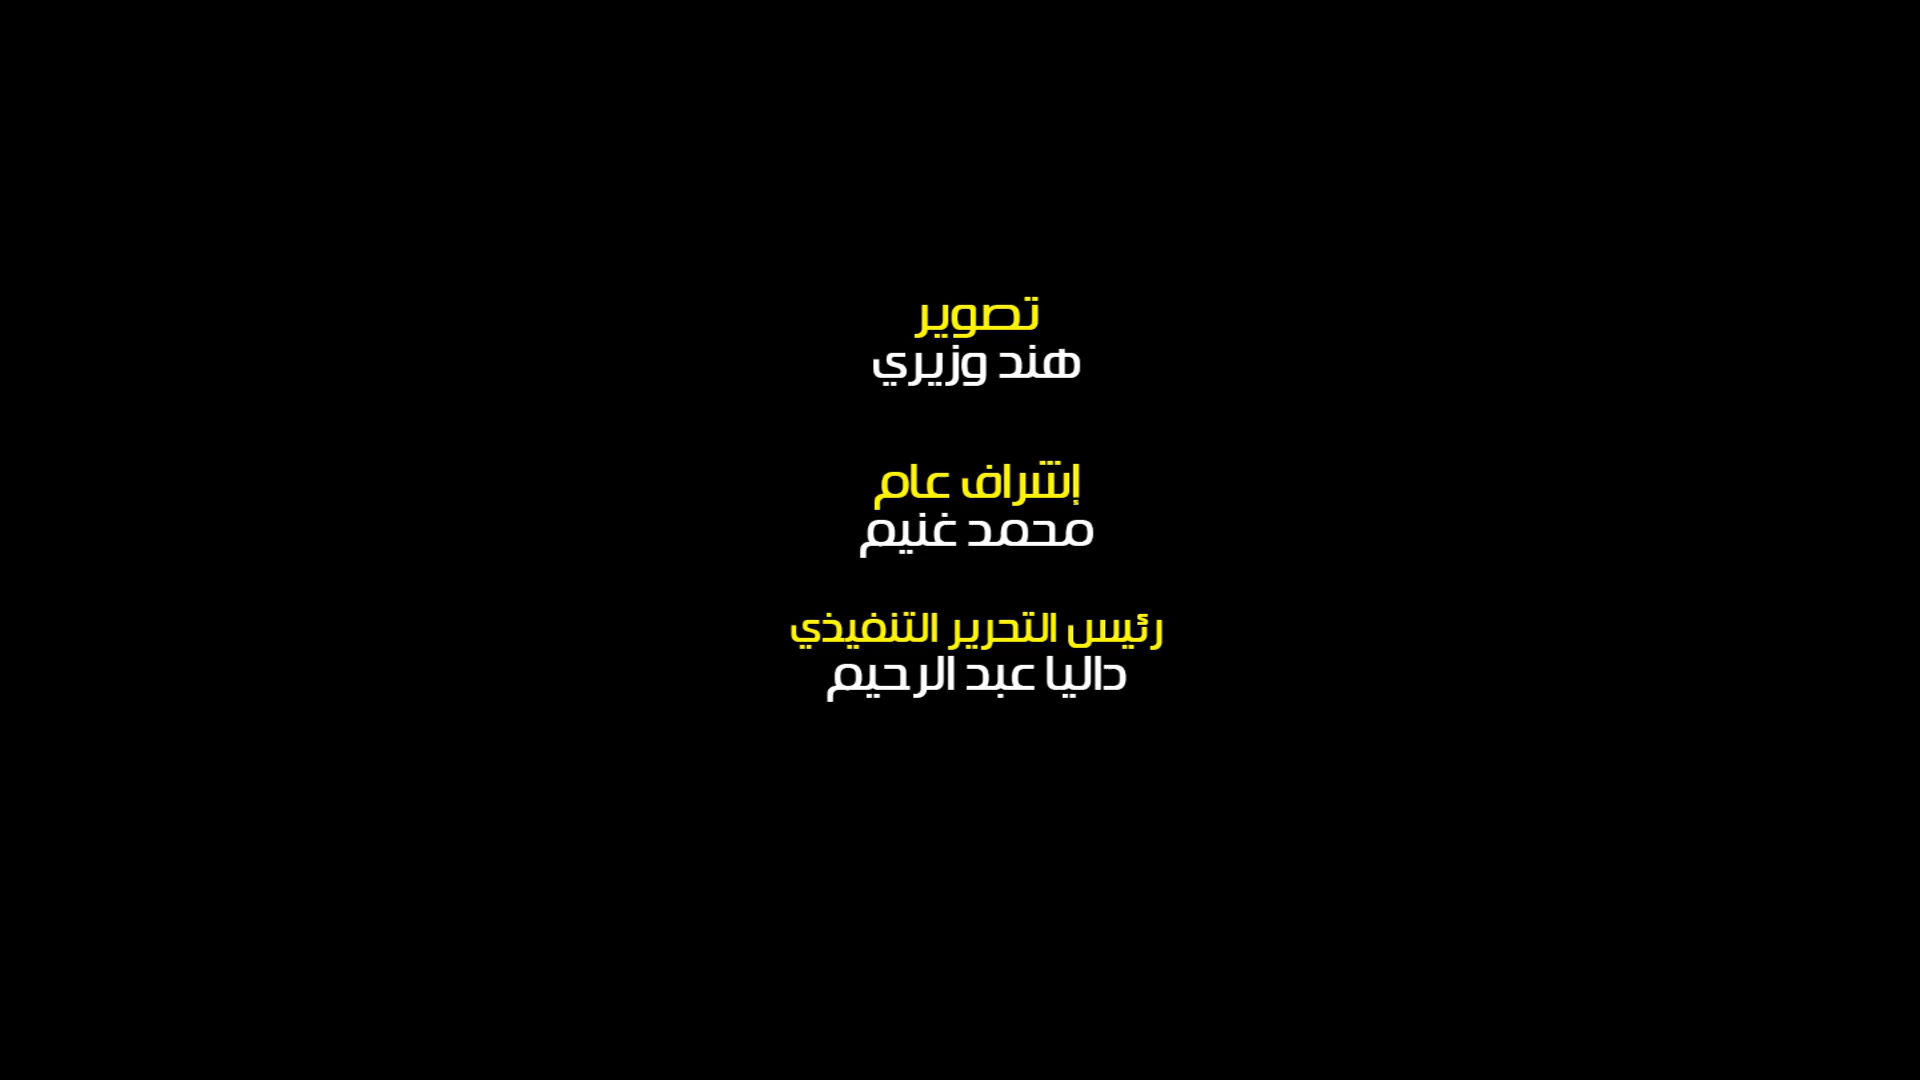 تصوير
هند وزيري
إشراف عام
محمد غنيم
رئيس التحرير التنفيذي
داليا عبد الرحيم